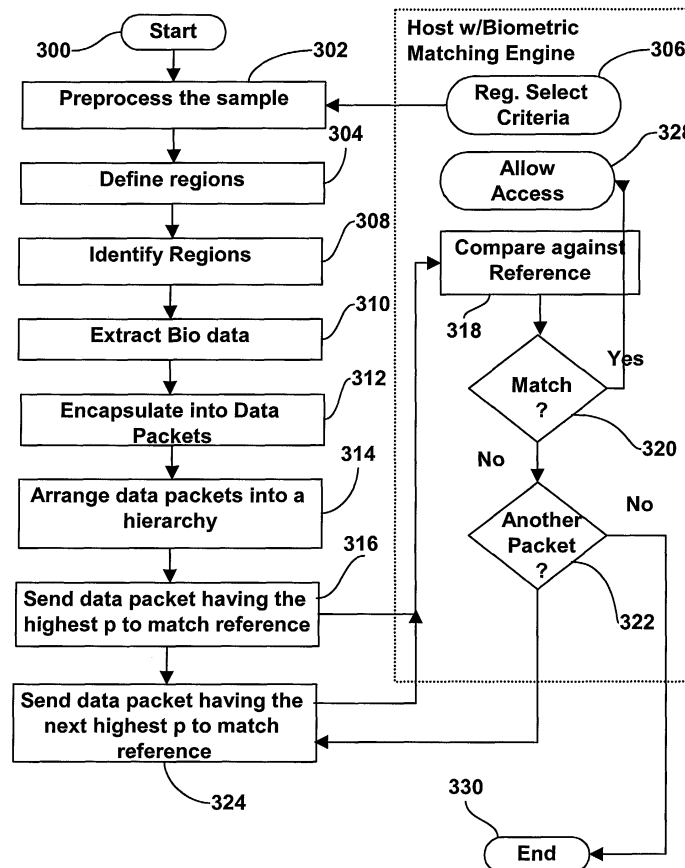 300
Start
302
Preprocess the sample
304
Define regions
308
Identify Regions
310
Extract Bio data
312
Encapsulate into Data
Packets
314
Arrange data packets into a
hierarchy
316
Send data packet having the
highest p to match reference
Send data packet having the
next highest p to match
reference
324
Host w/Biometric
Matching Engine
306
Reg. Select
Criteria
328
Allow
Access
Compare against
Reference
318
Yes
Match
?
320
No
No
Another
Packet
?
322
330
End